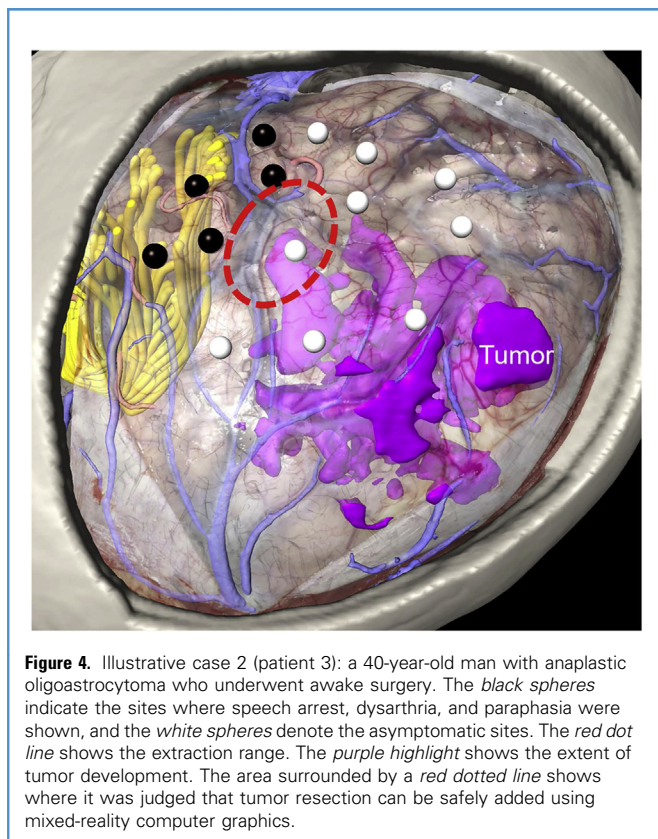 Tumor
Figure 4. Illustrative case 2 (patient 3): a 40-year-old man with anaplastic
oligoastrocytoma who underwent awake surgery. The black spheres
indicate the sites where speech arrest, dysarthria, and paraphasia were
shown, and the white spheres denote the asymptomatic sites. The red dot
line shows the extraction range. The purple highlight shows the extent of
tumor development. The area surrounded by a red dotted line shows
where it was judged that tumor resection can be safely added using
mixed-reality computer graphics.